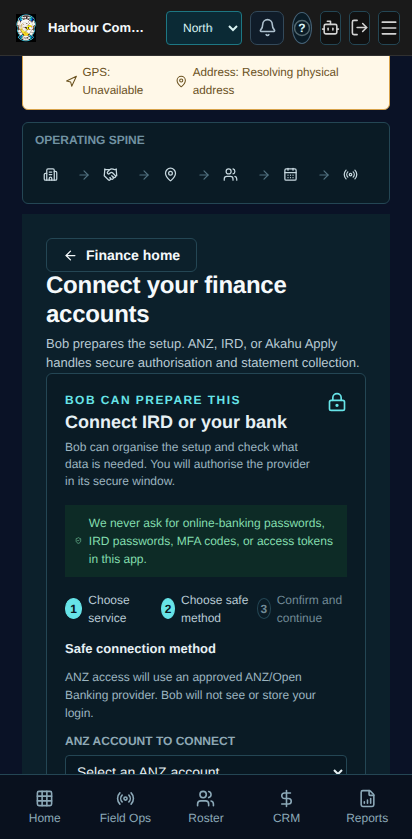 Harbour Com...
North
?
GPS:
Unavailable
Address: Resolving physical
address
OPERATING SPINE
Finance home
Connect your finance
accounts
Bob prepares the setup. ANZ, IRD, or Akahu Apply
handles secure authorisation and statement collection.
BOB CAN PREPARE THIS
Connect IRD or your bank
Bob can organise the setup and check what
data is needed. You will authorise the provider
in its secure window.
We never ask for online-banking passwords,
IRD passwords, MFA codes, or access tokens
in this app.
1 Choose
service
2 Choose safe
method
3 Confirm and
continue
Safe connection method
ANZ access will use an approved ANZ/Open
Banking provider. Bob will not see or store your
login.
ANZ ACCOUNT TO CONNECT
Select an ANZ account
Home
Field Ops
Roster
CRM
Reports